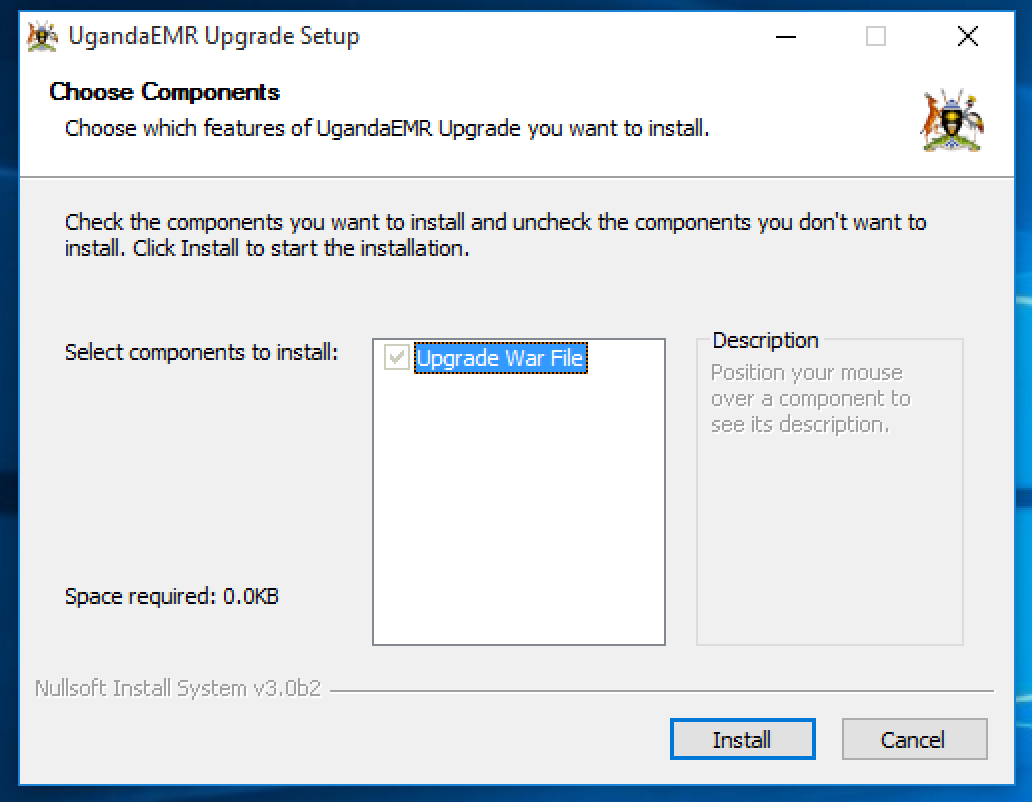 UgandaEMR Upgrade Setup
Choose Components
Choose which features of UgandaEMR Upgrade you want to install.
Check the components you want to install and uncheck the components you don't want to
install. Click Install to start the installation.
Select components to install:
Upgrade War File
Description
Position your mouse
over a component to
see its description.
Space required: 0.0KB
Nullsoft Install System v3.0b2
Install
Cancel